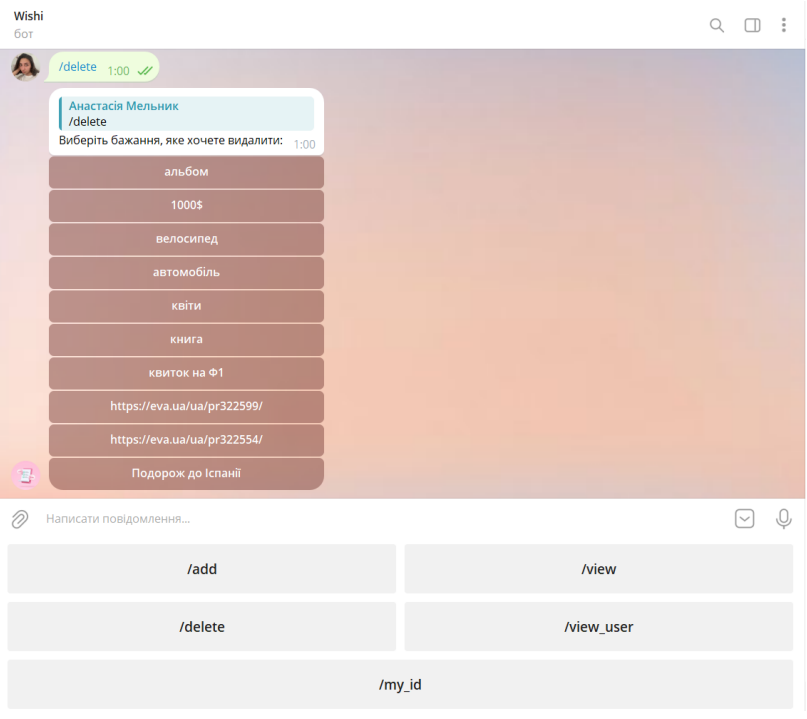 Wishi
бот
/delete 1:00
Анастасія Мельник
/delete
Виберіть бажання, яке хочете видалити: 1:00
альбом
1000$
велосипед
автомобіль
квіти
книга
квиток на Ф1
https://eva.ua/ua/pr322599/
https://eva.ua/ua/pr322554/
Подорож до Іспанії
Написати повідомлення...
/add
/view
/delete
/view_user
/my_id